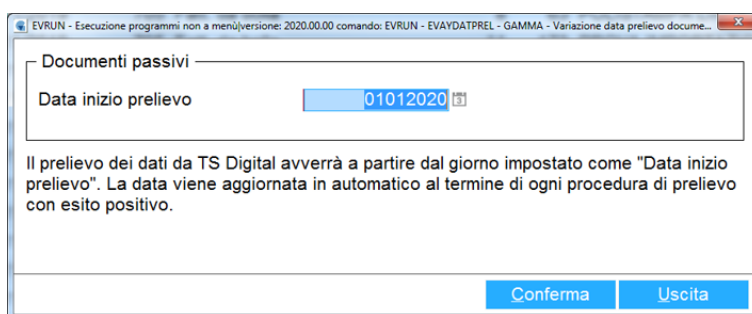 EVRUN - Esecuzione programmi non a menù|versione: 2020.00.00 comando: EVRUN - EVAYDATPREL - GAMMA - Variazione data prelievo docume...
Documenti passivi
Data inizio prelievo 01012020
Il prelievo dei dati da TS Digital avverrà a partire dal giorno impostato come "Data inizio
prelievo". La data viene aggiornata in automatico al termine di ogni procedura di prelievo
con esito positivo.
Conferma Uscita